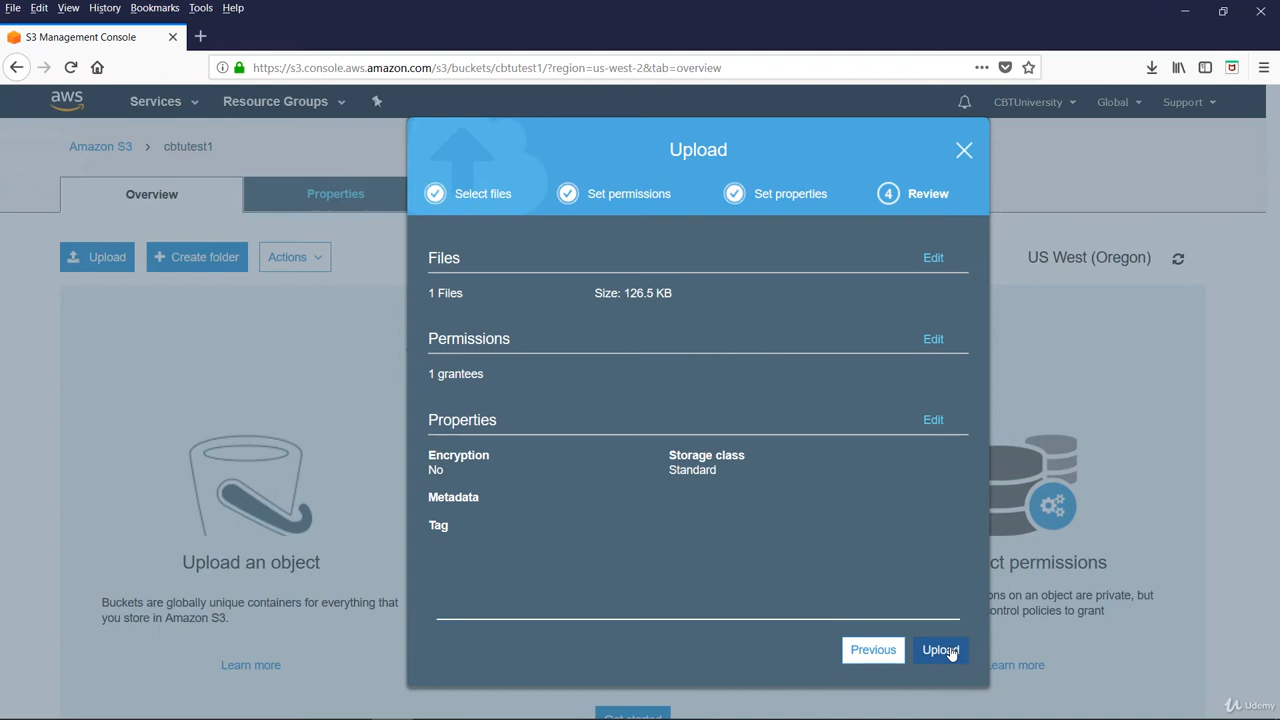 File Edit View History Bookmarks Tools Help
S3 Management Console
https://s3.console.aws.amazon.com/s3/buckets/cbtutest1/?region=us-west-2&tab=overview
aws Services Resource Groups CBTUniversity Global Support
Amazon S3 > cbtutest1
Upload
Select files Set permissions Set properties 4 Review
Overview Properties
Upload Create folder Actions US West (Oregon)
Files Edit
1 Files Size: 126.5 KB
Permissions Edit
1 grantees
Properties Edit
Encryption Storage class
No Standard
Metadata
Tag
Upload an object
Buckets are globally unique containers for everything that
you store in Amazon S3.
Learn more
permissions
ons on an object are private, but
control policies to grant
earn more
Previous Upload
Get started
Udemy